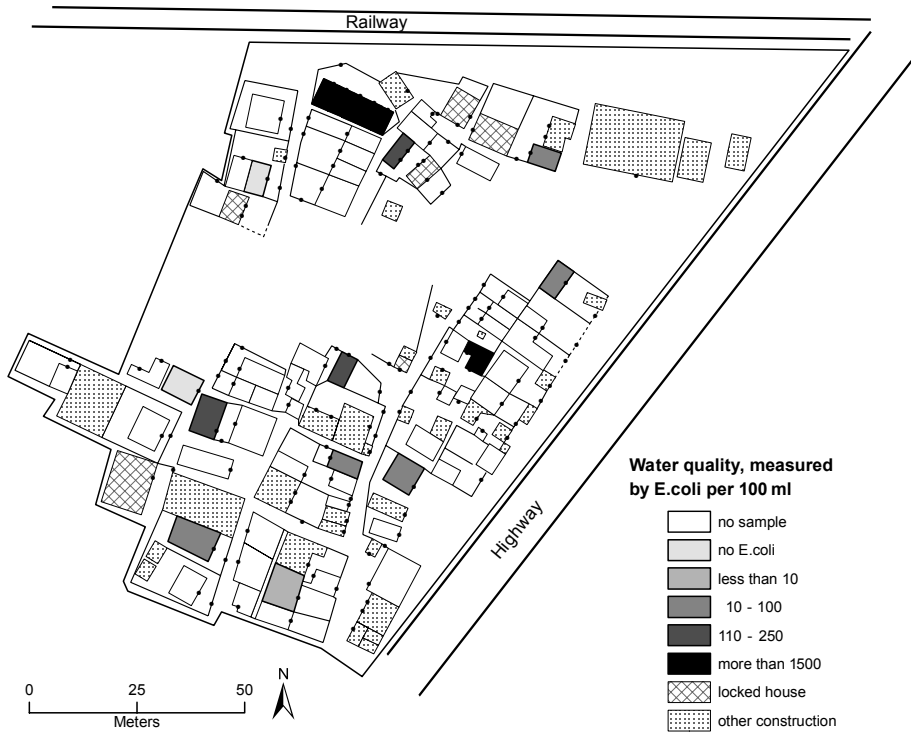 Railway
Highway
Water quality, measured
by E.coli per 100 ml
no sample
no E.coli
less than 10
10 - 100
110 - 250
more than 1500
locked house
other construction
0 25 50
Meters
N